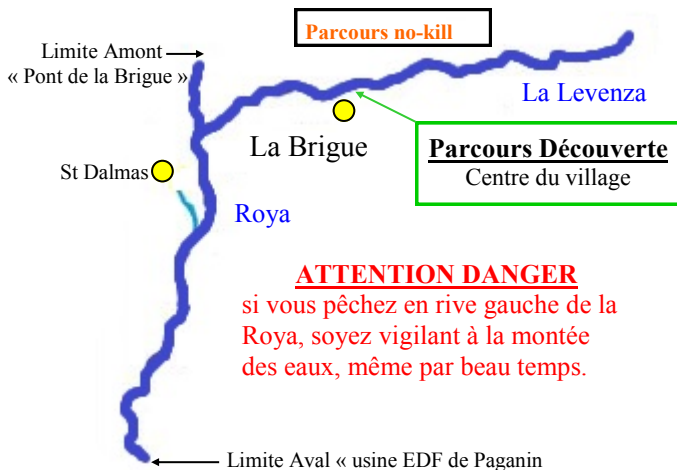 Parcours no-kill
Limite Amont
« Pont de la Brigue »
La Levenza
La Brigue
Parcours Découverte
Centre du village
St Dalmas
Roya
ATTENTION DANGER
si vous pêchez en rive gauche de la
Roya, soyez vigilant à la montée
des eaux, même par beau temps.
Limite Aval « usine EDF de Paganin